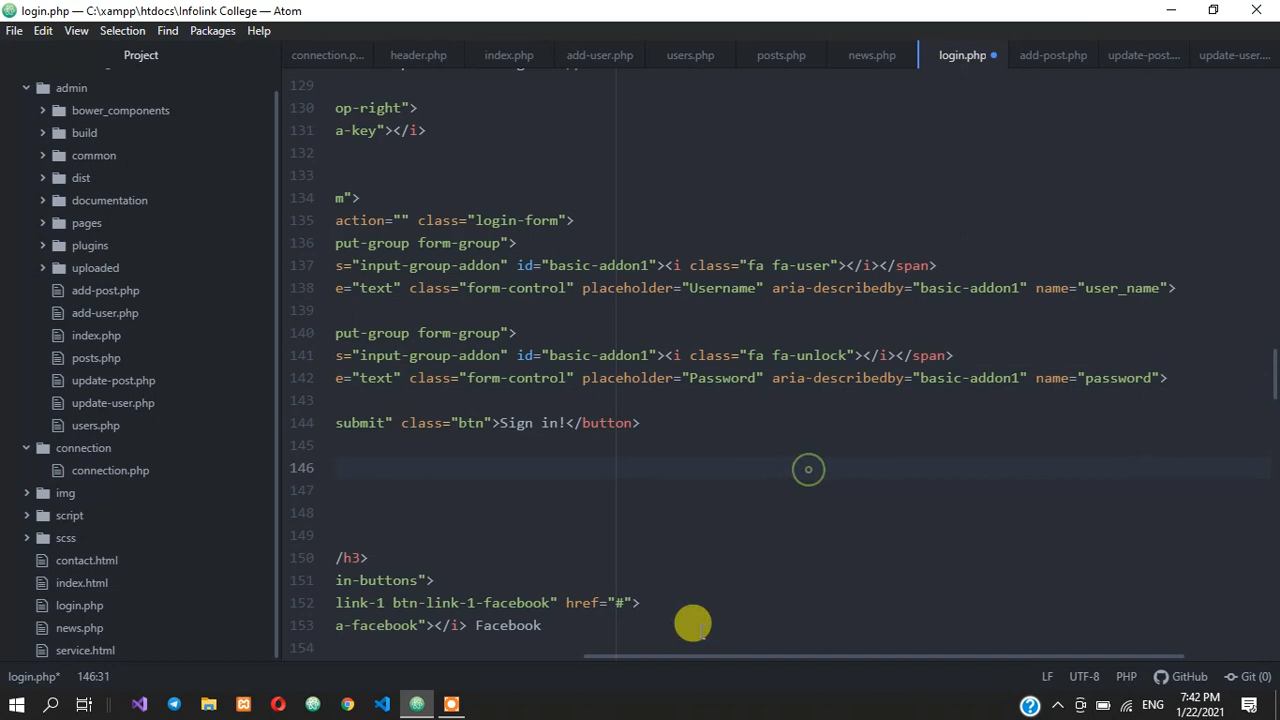 login.php — C:\xampp\htdocs\Infolink College — Atom
File Edit View Selection Find Packages Help
Project
connection.p... header.php index.php add-user.php users.php posts.php news.php login.php add-post.php update-post.... update-user....
admin
bower_components
build
common
dist
documentation
pages
plugins
uploaded
add-post.php
add-user.php
index.php
posts.php
update-post.php
update-user.php
users.php
connection
connection.php
img
script
scss
contact.html
index.html
login.php
news.php
service.html
129
130 op-right">
131 a-key"></i>
132
133
134 m">
135 action="" class="login-form">
136 put-group form-group">
137 s="input-group-addon" id="basic-addon1"><i class="fa fa-user"></i></span>
138 e="text" class="form-control" placeholder="Username" aria-describedby="basic-addon1" name="user_name">
139
140 put-group form-group">
141 s="input-group-addon" id="basic-addon1"><i class="fa fa-unlock"></i></span>
142 e="text" class="form-control" placeholder="Password" aria-describedby="basic-addon1" name="password">
143
144 submit" class="btn">Sign in!</button>
145
146
147
148
149
150 /h3>
151 in-buttons">
152 link-1 btn-link-1-facebook" href="#">
153 a-facebook"></i> Facebook
154
login.php* 146:31 LF UTF-8 PHP GitHub Git (0)
ENG 7:42 PM
1/22/2021